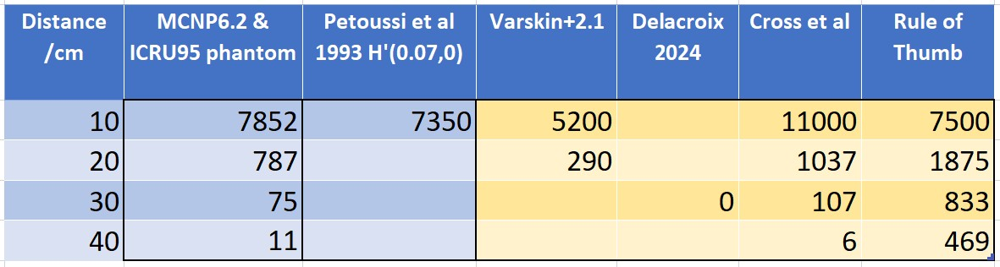 Distance /cm MCNP6.2 & ICRU95 phantom Petoussi et al 1993 H'(0.07,0) Varskin+2.1 Delacroix 2024 Cross et al Rule of Thumb
10 7852 7350 5200 11000 7500
20 787 290 1037 1875
30 75 0 107 833
40 11 6 469